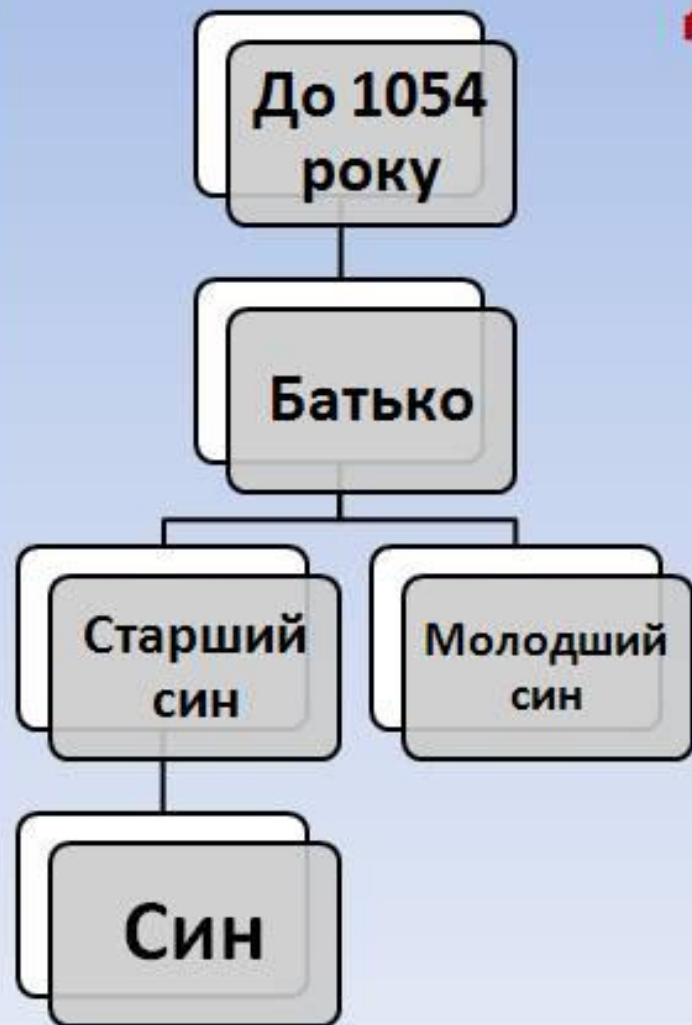 До 1054
року
Батько
Старший
син
Молодший
син
Син